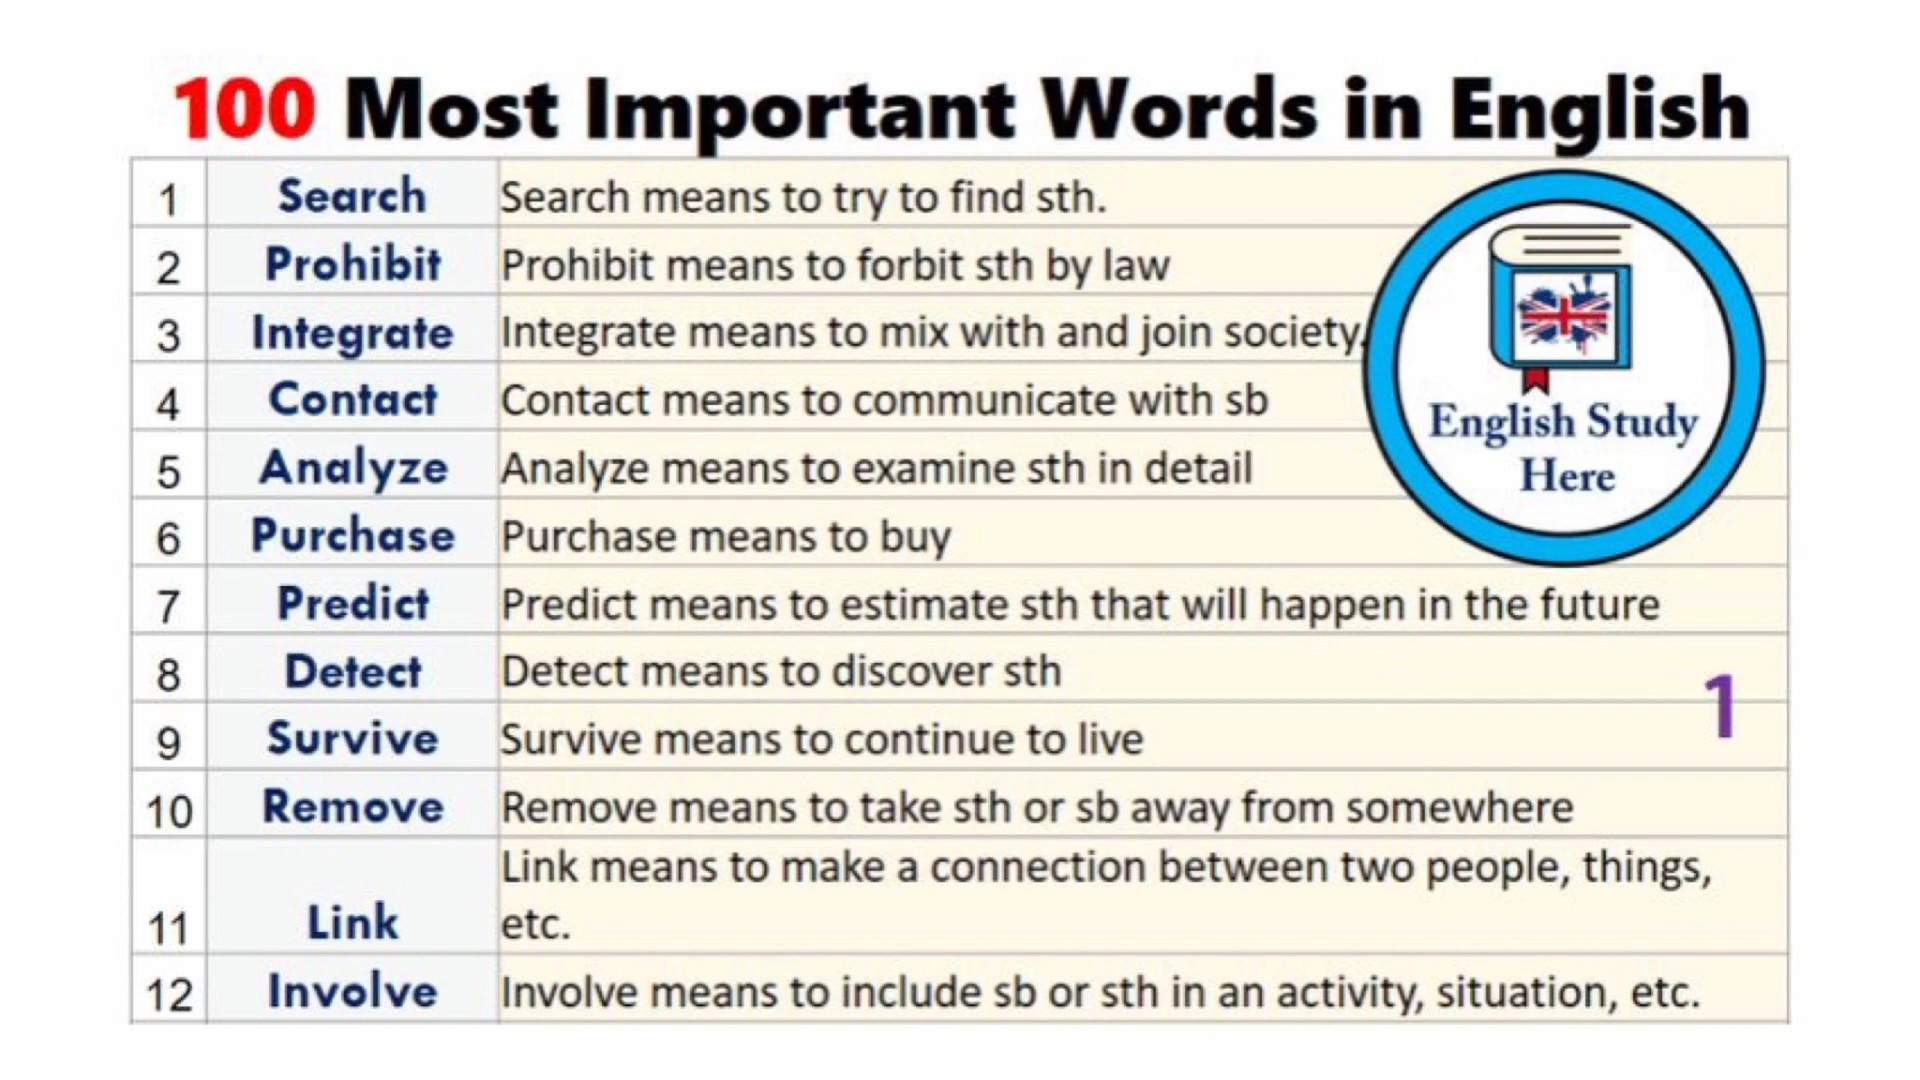 100 Most Important Words in English
1 Search Search means to try to find sth.
2 Prohibit Prohibit means to forbit sth by law
3 Integrate Integrate means to mix with and join society.
4 Contact Contact means to communicate with sb
5 Analyze Analyze means to examine sth in detail
6 Purchase Purchase means to buy
English Study
Here
7 Predict Predict means to estimate sth that will happen in the future
8 Detect Detect means to discover sth
1
9 Survive Survive means to continue to live
10 Remove Remove means to take sth or sb away from somewhere
11 Link Link means to make a connection between two people, things,
etc.
12 Involve Involve means to include sb or sth in an activity, situation, etc.